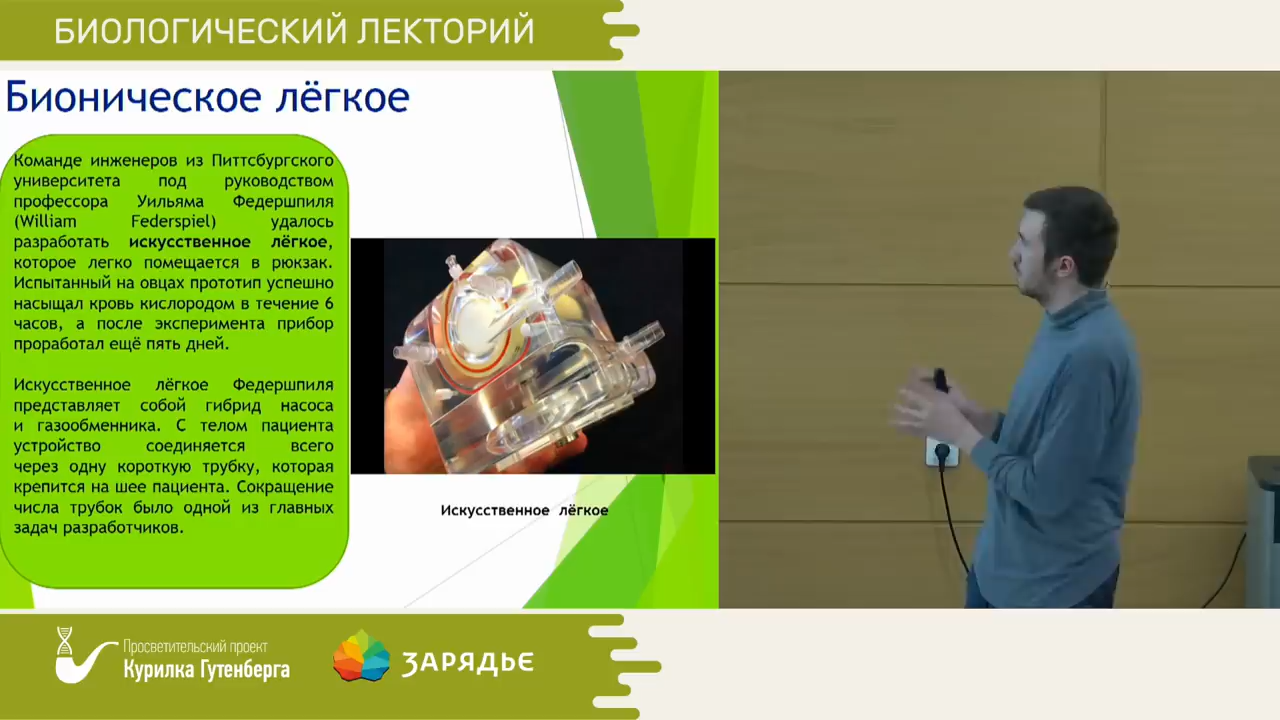 БИОЛОГИЧЕСКИЙ ЛЕКТОРИЙ
Бионическое лёгкое
Команде инженеров из Питтсбургского
университета под руководством
профессора Уильяма Федершпиля
(William Federspiel) удалось
разработать искусственное лёгкое,
которое легко помещается в рюкзак.
Испытанный на овцах прототип успешно
насыщал кровь кислородом в течение 6
часов, а после эксперимента прибор
проработал ещё пять дней.
Искусственное лёгкое Федершпиля
представляет собой гибрид насоса
и газообменника. С телом пациента
устройство соединяется всего
через одну короткую трубку, которая
крепится на шее пациента. Сокращение
числа трубок было одной из главных
задач разработчиков.
Искусственное лёгкое
Просветительский проект
Курилка Гутенберга
ЗАРЯДЬЕ